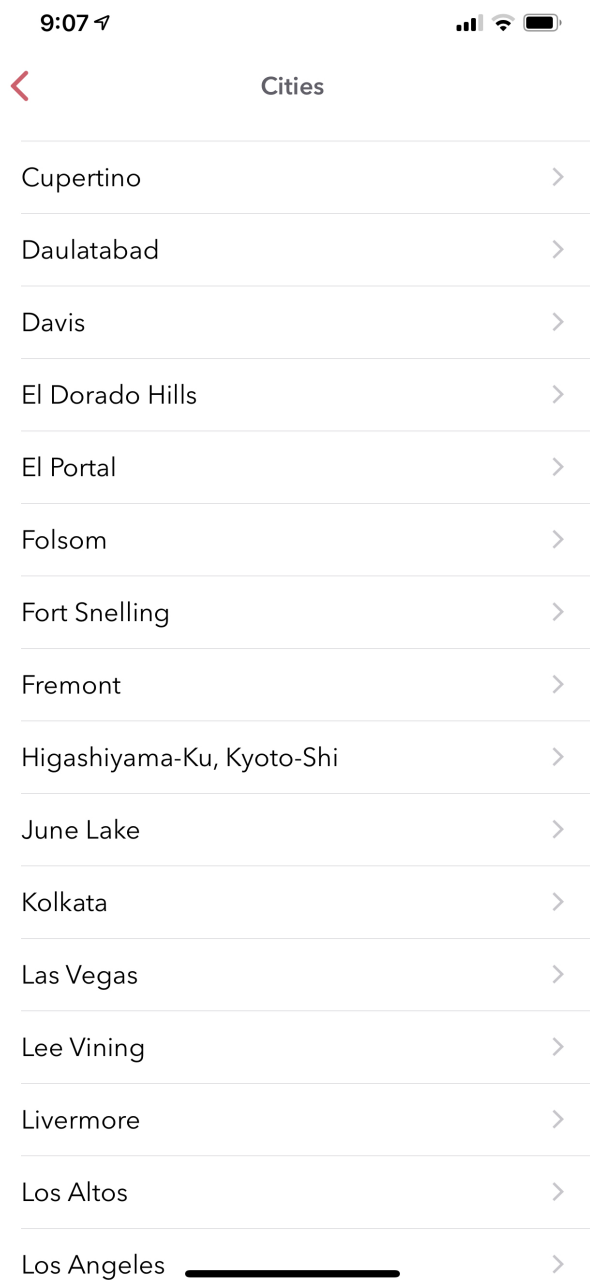 9:07
Cities
Cupertino
Daulatabad
Davis
El Dorado Hills
El Portal
Folsom
Fort Snelling
Fremont
Higashiyama-Ku, Kyoto-Shi
June Lake
Kolkata
Las Vegas
Lee Vining
Livermore
Los Altos
Los Angeles